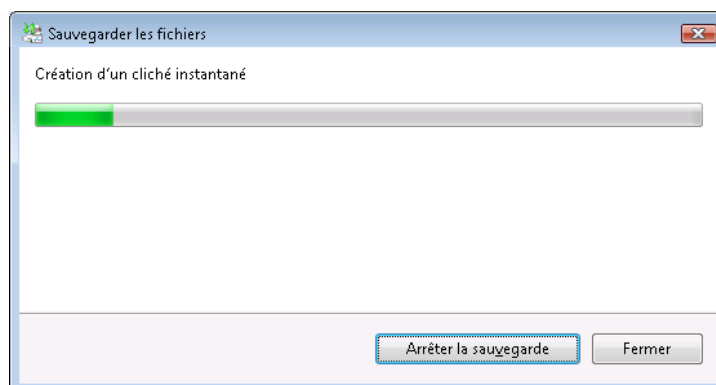 Sauvegarder les fichiers
Création d'un cliché instantané
Arrêter la sauvegarde
Fermer